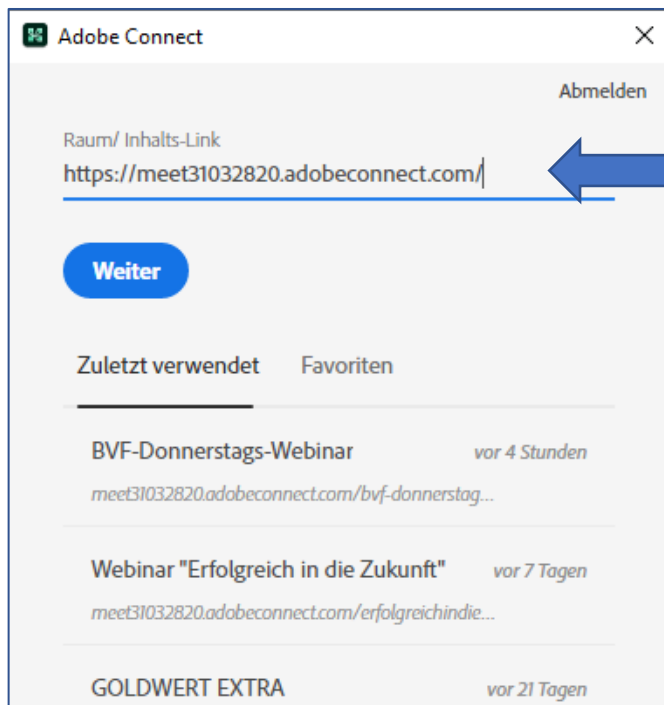 Adobe Connect
Abmelden
Raum/ Inhalts-Link
https://meet31032820.adobeconnect.com/
Weiter
Zuletzt verwendet Favoriten
BVF-Donnerstags-Webinar vor 4 Stunden
meet31032820.adobeconnect.com/bvf-donnerstag...
Webinar "Erfolgreich in die Zukunft" vor 7 Tagen
meet31032820.adobeconnect.com/erfolgreichindie...
GOLDWERT EXTRA vor 21 Tagen